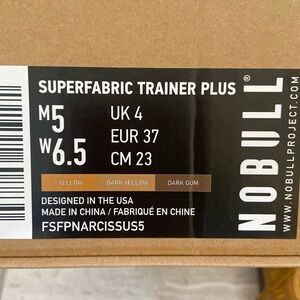 SUPERFABRIC TRAINER PLUS
M5 UK 4
W6.5 EUR 37
CM 23
YELLOW DARK YELLOW DARK GUM
DESIGNED IN THE USA
MADE IN CHINA / FABRIQUÉ EN CHINE
FSFPNARCISSUS5
NOBULL®
WWW.NOBULLPROJECT.COM